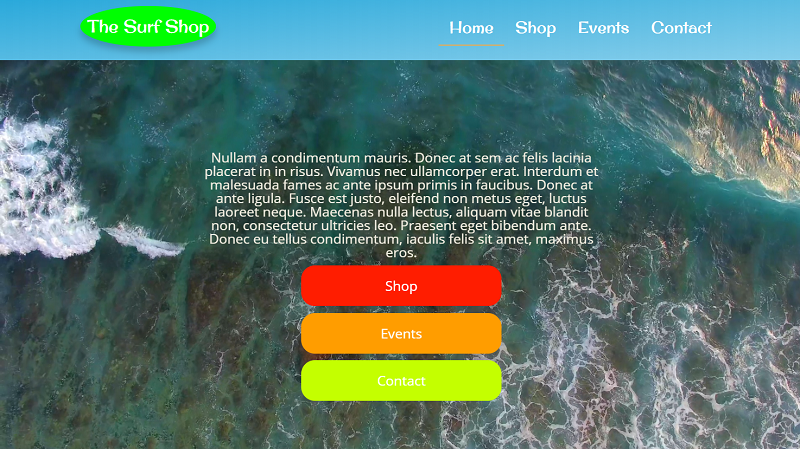 The Surf Shop
Home Shop Events Contact
Nullam a condimentum mauris. Donec at sem ac felis lacinia
placerat in in risus. Vivamus nec ullamcorper erat. Interdum et
malesuada fames ac ante ipsum primis in faucibus. Donec at
ante ligula. Fusce est justo, eleifend non metus eget, luctus
laoreet neque. Maecenas nulla lectus, aliquam vitae blandit
non, consectetur ultricies leo. Praesent eget bibendum ante.
Donec eu tellus condimentum, iaculis felis sit amet, maximus
eros.
Shop
Events
Contact